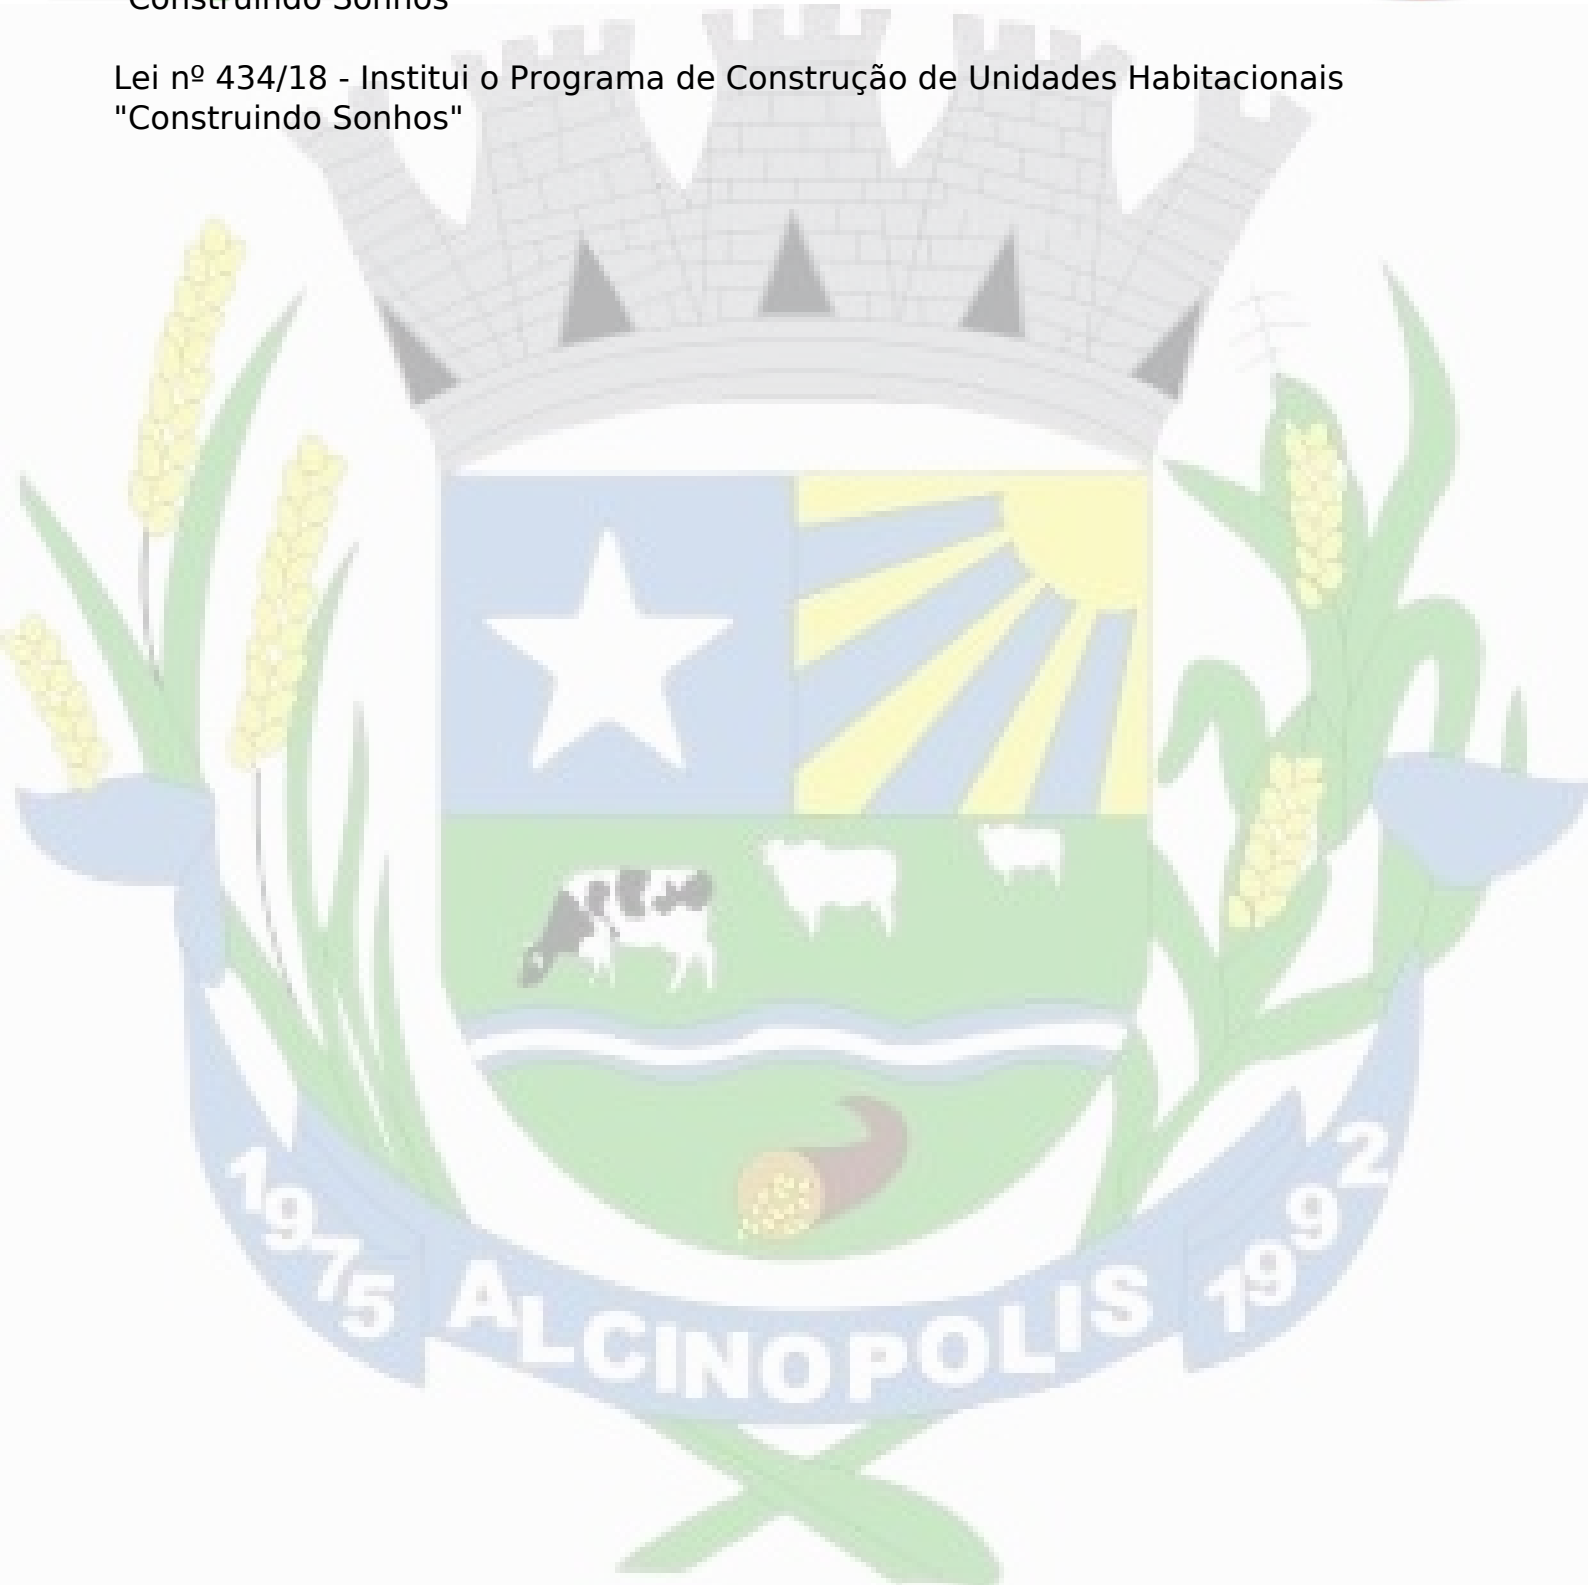 "Construindo Sonhos"
Lei nº 434/18 - Institui o Programa de Construção de Unidades Habitacionais
"Construindo Sonhos"
1975 ALCINOPOLIS 1992